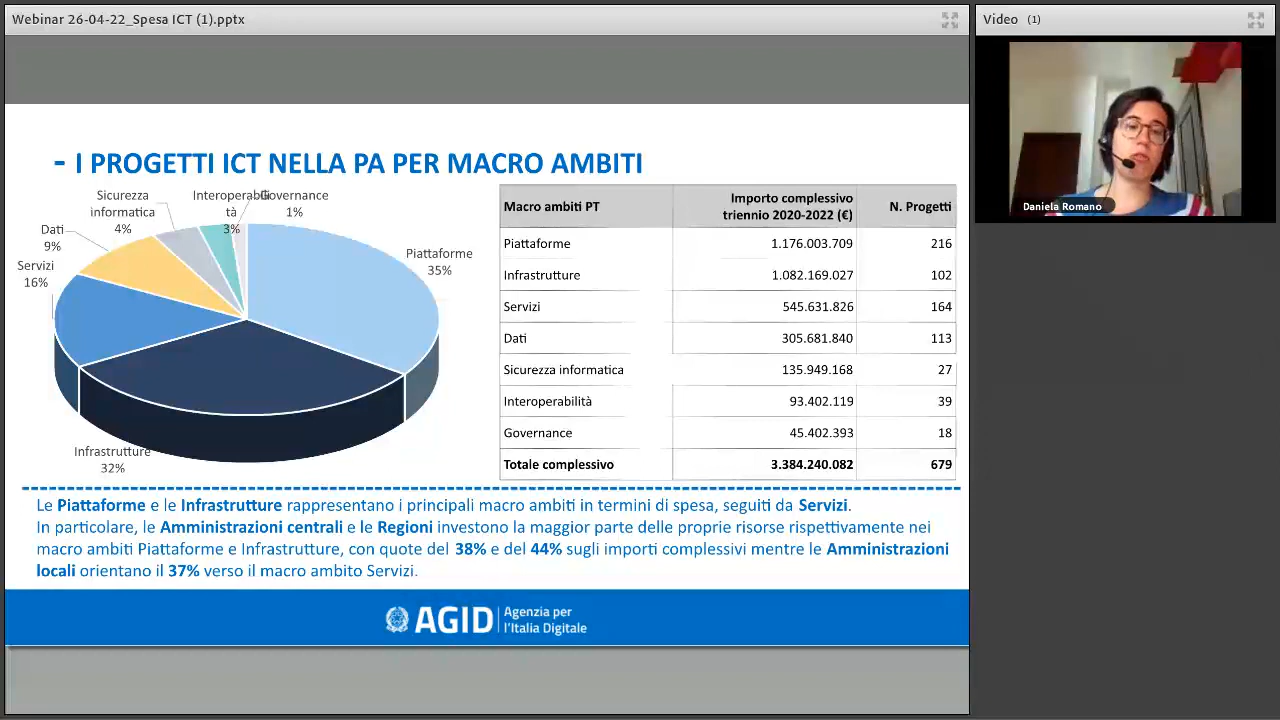 Webinar 26-04-22_Spesa ICT (1).pptx
Video (1)
Daniela Romano
- I PROGETTI ICT NELLA PA PER MACRO AMBITI
Sicurezza
informatica
4%
Interoperabili
tà
3%
Governance
1%
Dati
9%
Servizi
16%
Piattaforme
35%
Infrastrutture
32%
Macro ambiti PT Importo complessivo triennio 2020-2022 (€) N. Progetti
Piattaforme 1.176.003.709 216
Infrastrutture 1.082.169.027 102
Servizi 545.631.826 164
Dati 305.681.840 113
Sicurezza informatica 135.949.168 27
Interoperabilità 93.402.119 39
Governance 45.402.393 18
Totale complessivo 3.384.240.082 679
Le Piattaforme e le Infrastrutture rappresentano i principali macro ambiti in termini di spesa, seguiti da Servizi.
In particolare, le Amministrazioni centrali e le Regioni investono la maggior parte delle proprie risorse rispettivamente nei
macro ambiti Piattaforme e Infrastrutture, con quote del 38% e del 44% sugli importi complessivi mentre le Amministrazioni
locali orientano il 37% verso il macro ambito Servizi.
AGID Agenzia per
l'Italia Digitale